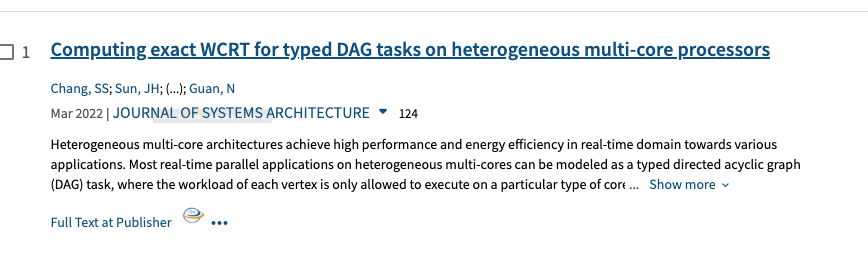 1 Computing exact WCRT for typed DAG tasks on heterogeneous multi-core processors
Chang, SS; Sun, JH; (...); Guan, N
Mar 2022 | JOURNAL OF SYSTEMS ARCHITECTURE 124
Heterogeneous multi-core architectures achieve high performance and energy efficiency in real-time domain towards various
applications. Most real-time parallel applications on heterogeneous multi-cores can be modeled as a typed directed acyclic graph
(DAG) task, where the workload of each vertex is only allowed to execute on a particular type of core ... Show more
Full Text at Publisher •••